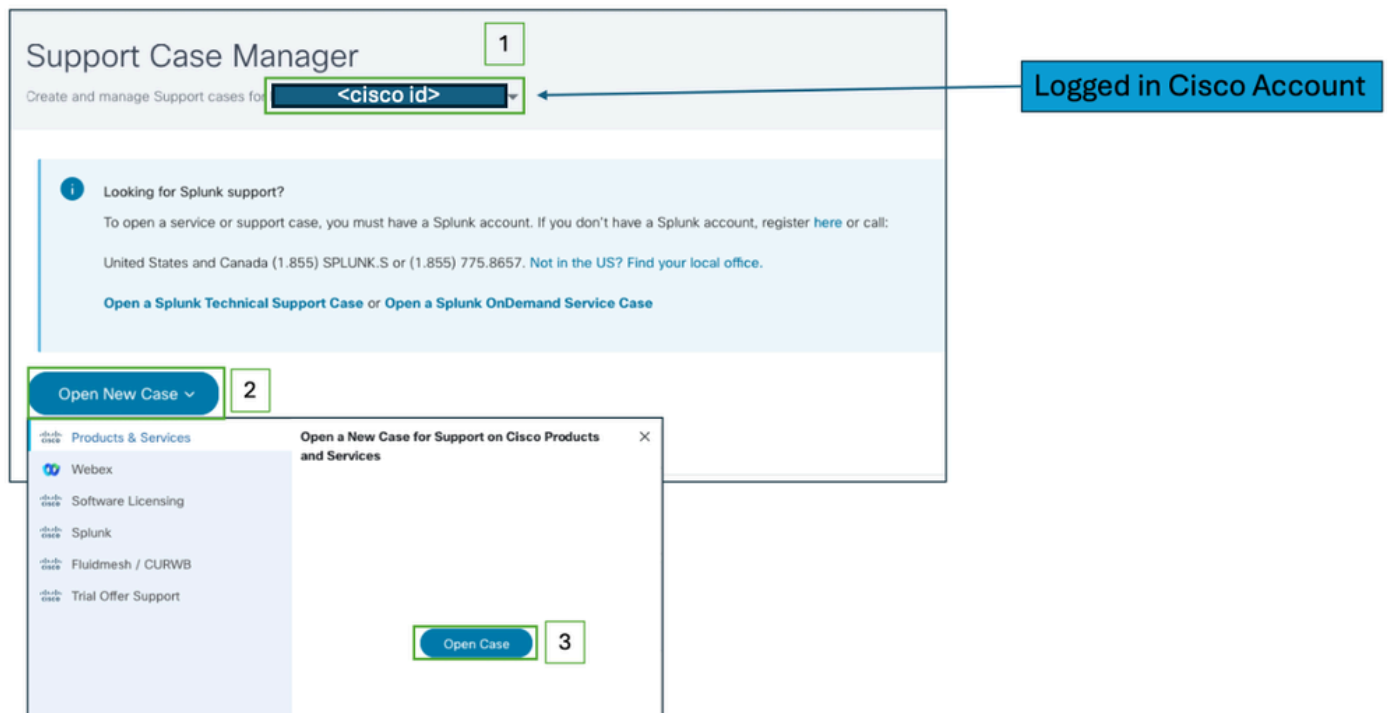 Support Case Manager
1
Create and manage Support cases for <cisco id>
Logged in Cisco Account
i
Looking for Splunk support?
To open a service or support case, you must have a Splunk account. If you don't have a Splunk account, register here or call:
United States and Canada (1.855) SPLUNK.S or (1.855) 775.8657. Not in the US? Find your local office.
Open a Splunk Technical Support Case or Open a Splunk OnDemand Service Case
Open New Case
2
cisco Products & Services
Webex
cisco Software Licensing
cisco Splunk
cisco Fluidmesh / CURWB
cisco Trial Offer Support
Open a New Case for Support on Cisco Products
and Services
Open Case
3